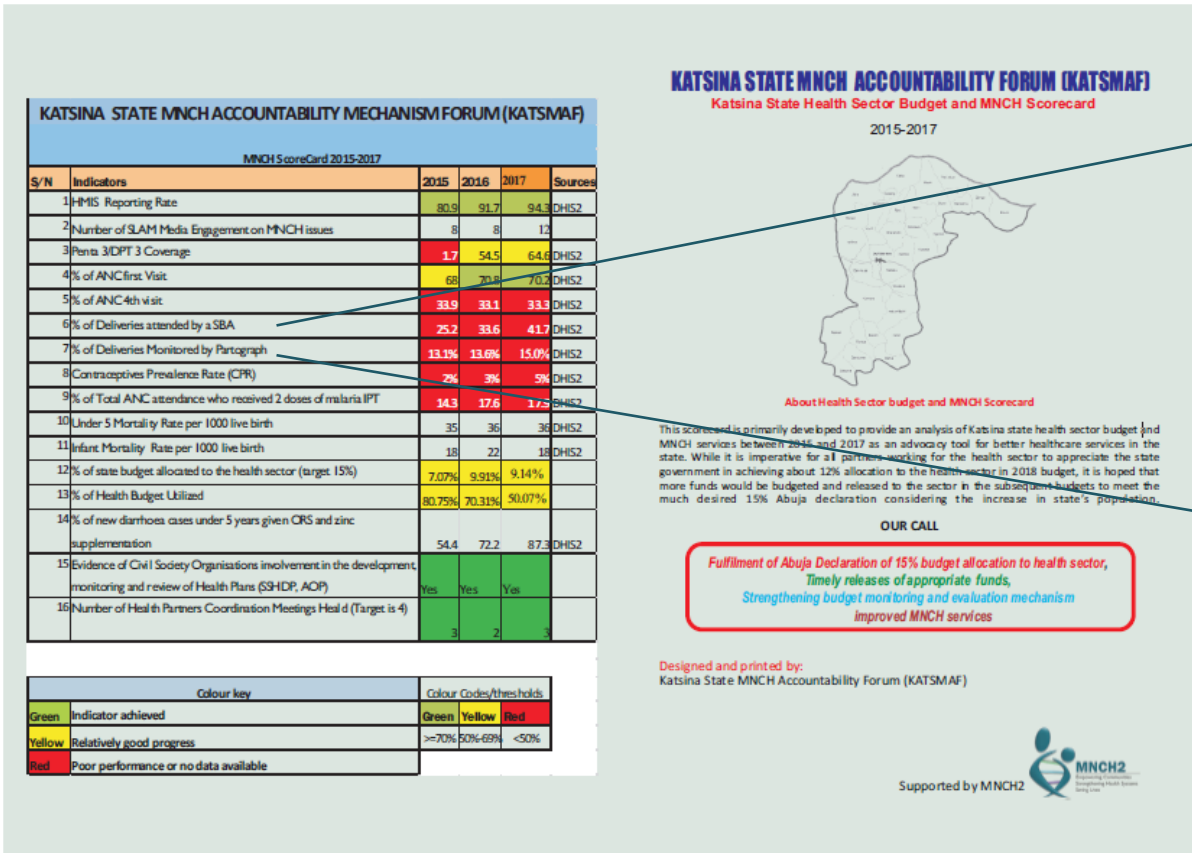 KATSINA STATE MNCH ACCOUNTABILITY MECHANISM FORUM (KATSMAF)
MNCH ScoreCard 2015-2017
S/N Indicators 2015 2016 2017 Sources
1 HMIS Reporting Rate 80.9 91.7 94.3 DHIS2
2 Number of SLAM Media Engagement on MNCH issues 8 8 12
3 Penta 3/DPT 3 Coverage 1.7 54.5 64.6 DHIS2
4 % of ANC first Visit 68 70.8 70.2 DHIS2
5 % of ANC 4th visit 33.9 33.1 33.3 DHIS2
6 % of Deliveries attended by a SBA 25.2 33.6 41.7 DHIS2
7 % of Deliveries Monitored by Partograph 13.1% 13.6% 15.0% DHIS2
8 Contraceptives Prevalence Rate (CPR) 2% 3% 5% DHIS2
9 % of Total ANC attendance who received 2 doses of malaria IPT 14.3 17.6 DHIS2
10 Under 5 Mortality Rate per 1000 live birth 35 36 36 DHIS2
11 Infant Mortality Rate per 1000 live birth 18 22 18 DHIS2
12 % of state budget allocated to the health sector (target 15%) 7.07% 9.91% 9.14%
13 % of Health Budget Utilized 80.75% 70.31% 50.07%
14 % of new diarrhoea cases under 5 years given ORS and zinc
supplementation 54.4 72.2 87.3 DHIS2
15 Evidence of Civil Society Organisations involvement in the development,
monitoring and review of Health Plans (SSHDP, AOP) Yes Yes Yes
16 Number of Health Partners Coordination Meetings Heald (Target is 4)
3 2 3
Colour key Colour Codes/thresholds
Green Indicator achieved Green Yellow Red
Yellow Relatively good progress >=70% 50%-69% <50%
Red Poor performance or no data available
KATSINA STATE MNCH ACCOUNTABILITY FORUM (KATSMAF)
Katsina State Health Sector Budget and MNCH Scorecard
2015-2017
About Health Sector budget and MNCH Scorecard
This scorecard is primarily developed to provide an analysis of Katsina state health sector budget and
MNCH services between 2015 and 2017 as an advocacy tool for better healthcare services in the
state. While it is imperative for all partners working for the health sector to appreciate the state
government in achieving about 12% allocation to the health sector in 2018 budget, it is hoped that
more funds would be budgeted and released to the sector in the subsequent budgets to meet the
much desired 15% Abuja declaration considering the increase in state's population.
OUR CALL
Fulfilment of Abuja Declaration of 15% budget allocation to health sector,
Timely releases of appropriate funds,
Strengthening budget monitoring and evaluation mechanism
improved MNCH services
Designed and printed by:
Katsina State MNCH Accountability Forum (KATSMAF)
Supported by MNCH2
MNCH2